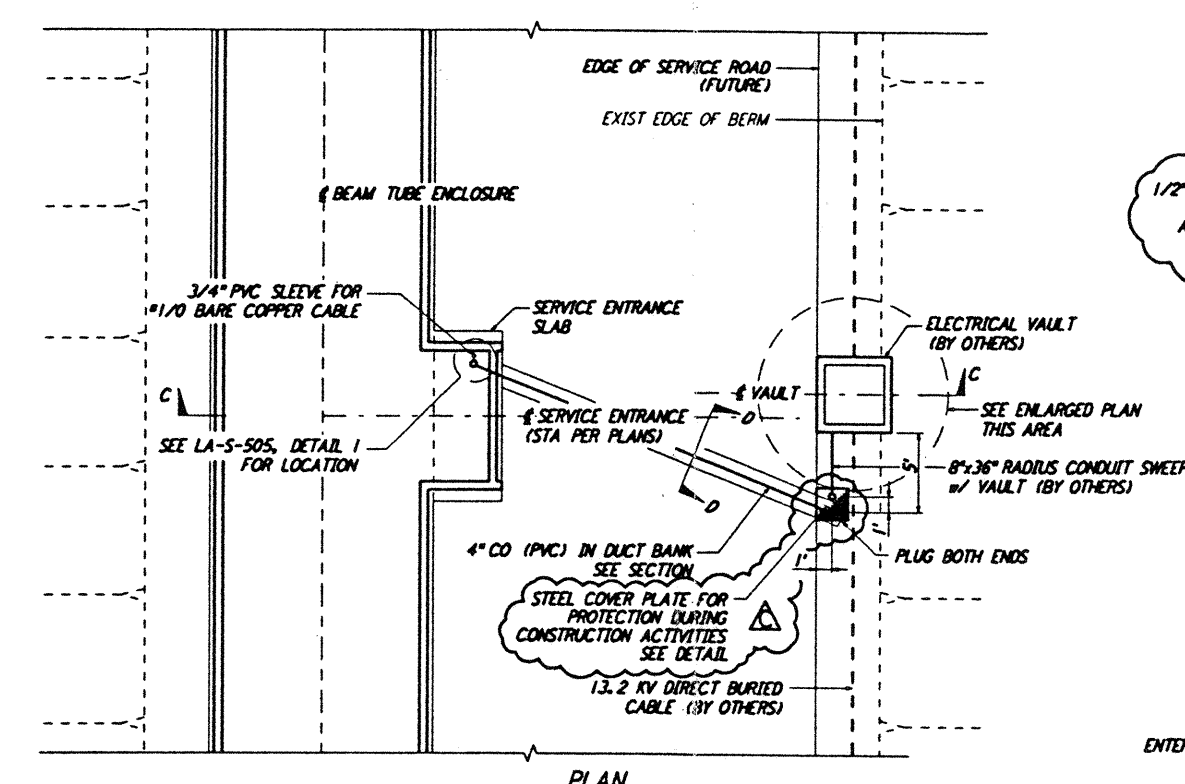 EDGE OF SERVICE ROAD
(FUTURE)
EXIST EDGE OF BERM
1/2"
℄ BEAM TUBE ENCLOSURE
3/4" PVC SLEEVE FOR
#1/0 BARE COPPER CABLE
SERVICE ENTRANCE
SLAB
ELECTRICAL VAULT
(BY OTHERS)
C
℄ VAULT
C
D
℄ SERVICE ENTRANCE
(STA PER PLANS)
SEE ENLARGED PLAN
THIS AREA
SEE LA-S-505, DETAIL 1
FOR LOCATION
5'
8"x36" RADIUS CONDUIT SWEEP
w/ VAULT (BY OTHERS)
D
1'
4" CO (PVC) IN DUCT BANK
SEE SECTION
1'
PLUG BOTH ENDS
STEEL COVER PLATE FOR
PROTECTION DURING
CONSTRUCTION ACTIVITIES
SEE DETAIL
C
13.2 KV DIRECT BURIED
CABLE (BY OTHERS)
PLAN